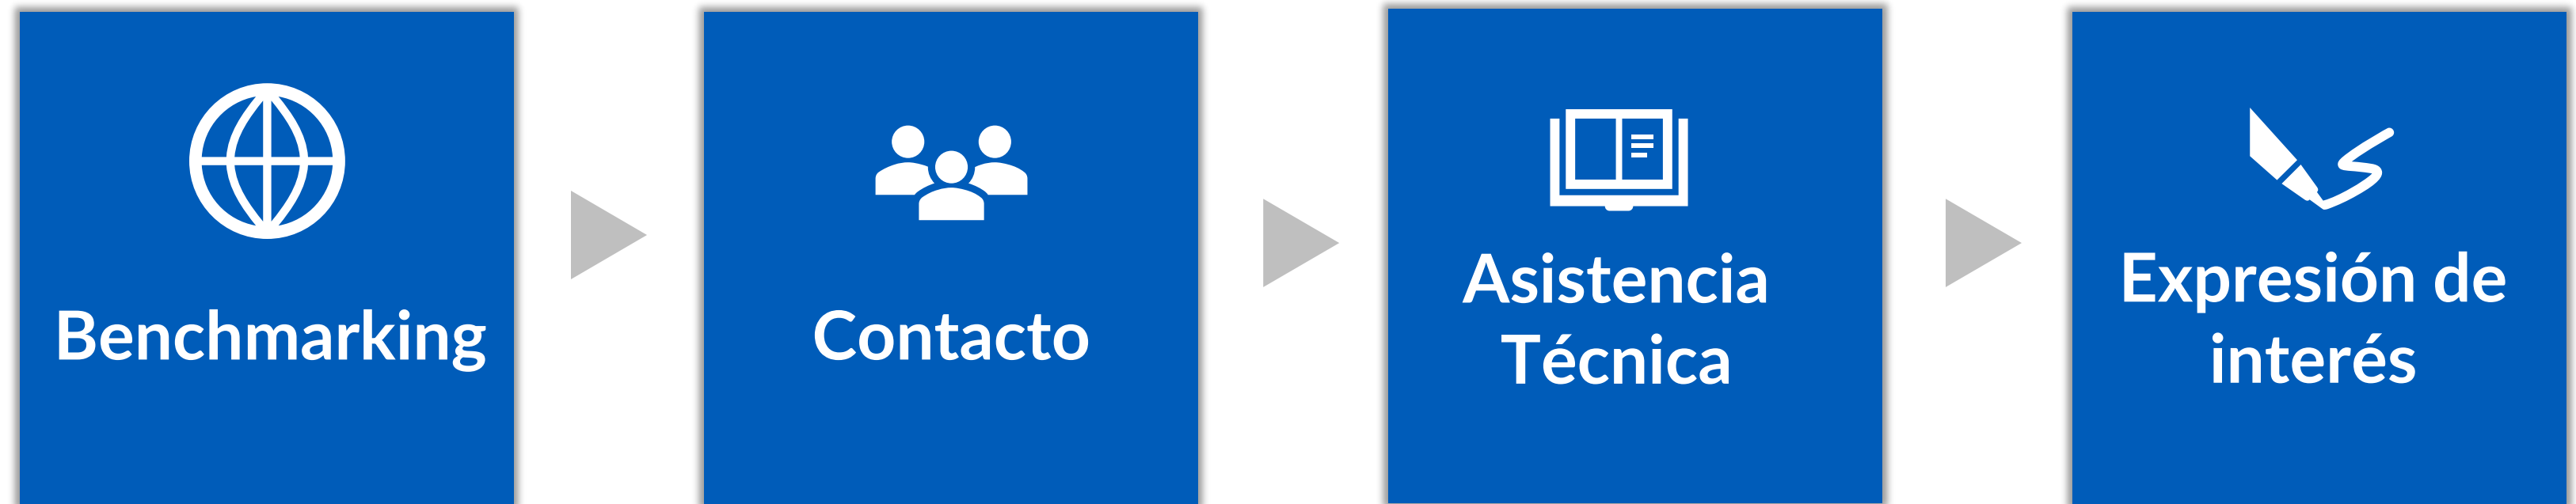 Benchmarking
Contacto
Asistencia
Técnica
Expresión de
interés